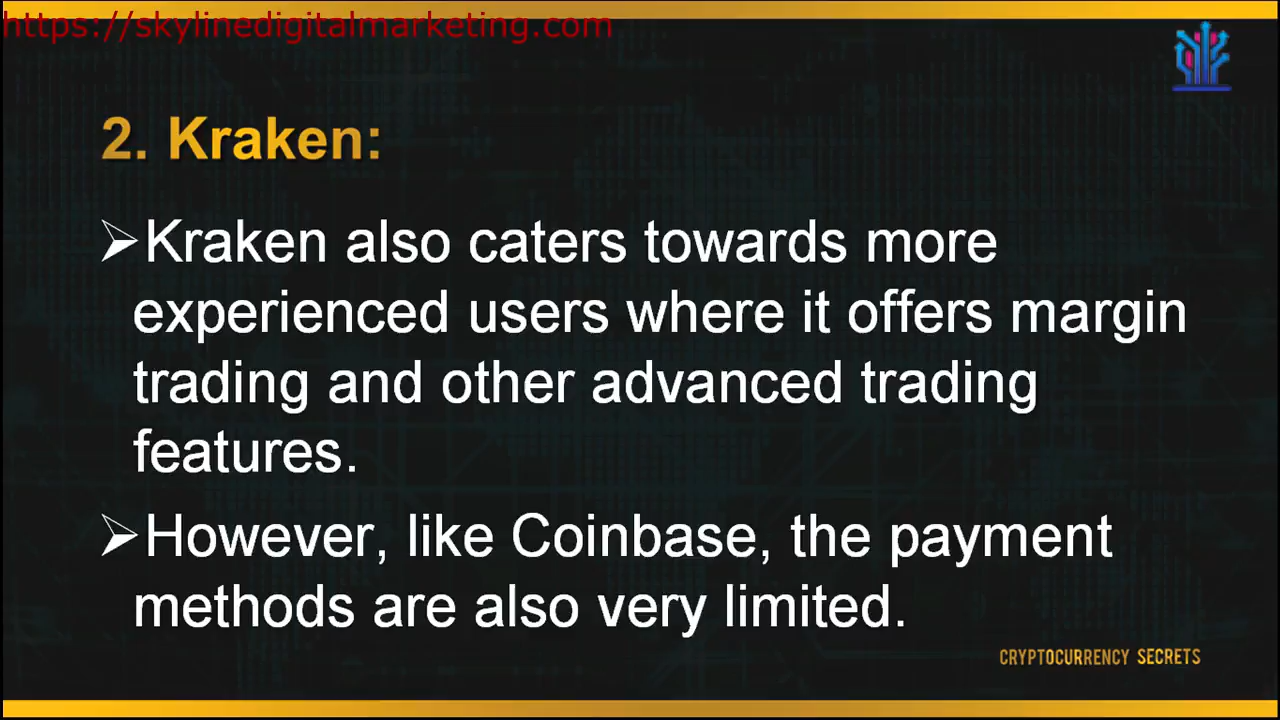 https://skylinedigitalmarketing.com
2. Kraken:
➢Kraken also caters towards more
experienced users where it offers margin
trading and other advanced trading
features.
➢However, like Coinbase, the payment
methods are also very limited.
CRYPTOCURRENCY SECRETS